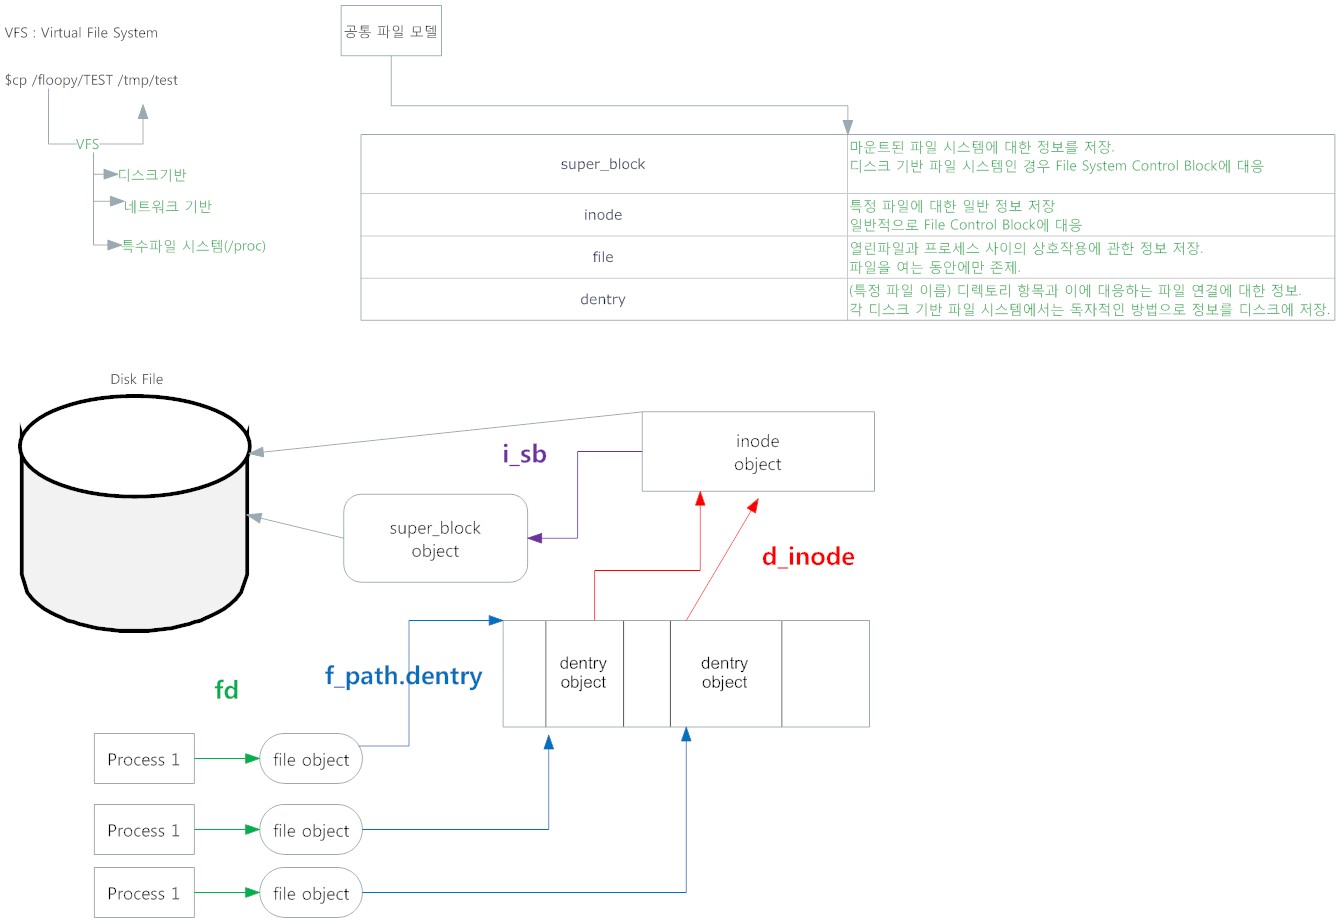 VFS : Virtual File System
공통 파일 모델
$cp /floopy/TEST /tmp/test
VFS
디스크기반
네트워크 기반
특수파일 시스템(/proc)
super_block
마운트된 파일 시스템에 대한 정보를 저장.
디스크 기반 파일 시스템인 경우 File System Control Block에 대응
inode
특정 파일에 대한 일반 정보 저장
일반적으로 File Control Block에 대응
file
열린파일과 프로세스 사이의 상호작용에 관한 정보 저장.
파일을 여는 동안에만 존재.
dentry
(특정 파일 이름) 디렉토리 항목과 이에 대응하는 파일 연결에 대한 정보.
각 디스크 기반 파일 시스템에서는 독자적인 방법으로 정보를 디스크에 저장.
Disk File
i_sb
inode
object
super_block
object
d_inode
fd
f_path.dentry
dentry
object
dentry
object
Process 1
file object
Process 1
file object
Process 1
file object